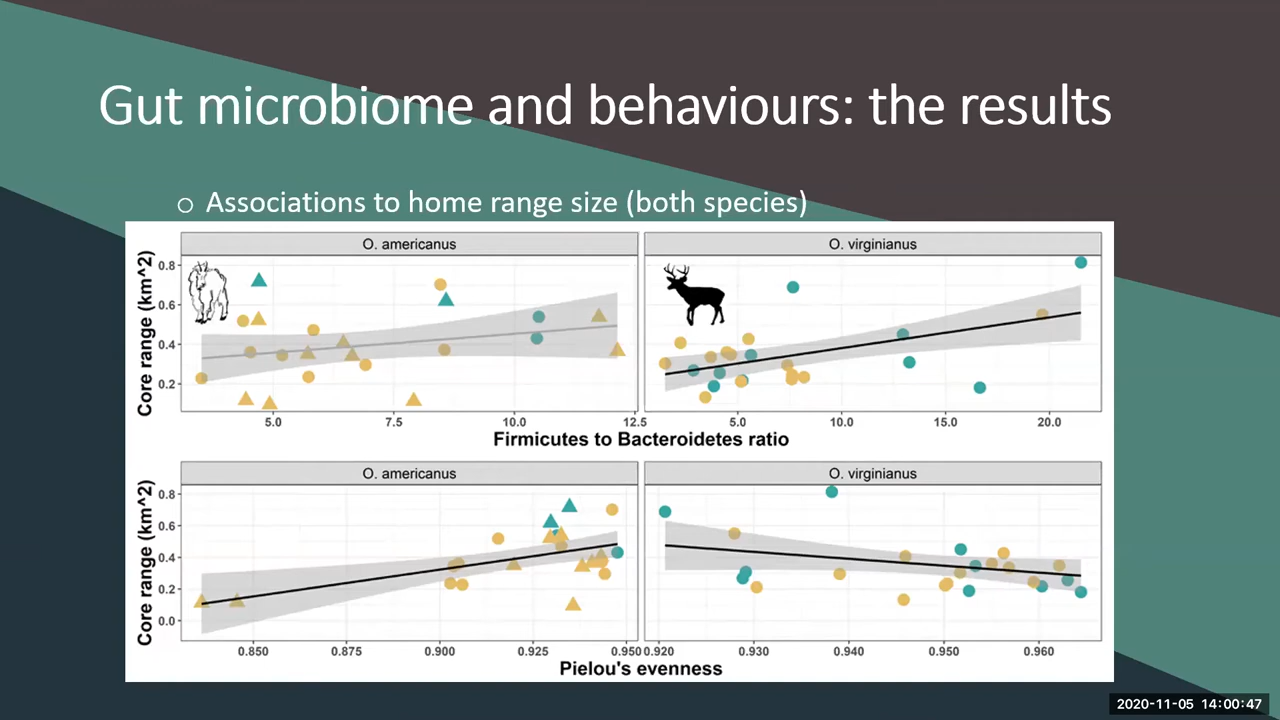 Gut microbiome and behaviours: the results
o Associations to home range size (both species)
O. americanus
O. virginianus
Core range (km^2)
0.8
0.6
0.4
0.2
5.0 7.5 10.0 12.5
5.0 10.0 15.0 20.0
Firmicutes to Bacteroidetes ratio
O. americanus
O. virginianus
Core range (km^2)
0.8
0.6
0.4
0.2
0.0
0.850 0.875 0.900 0.925 0.950
0.920 0.930 0.940 0.950 0.960
Pielou's evenness
2020-11-05 14:00:47